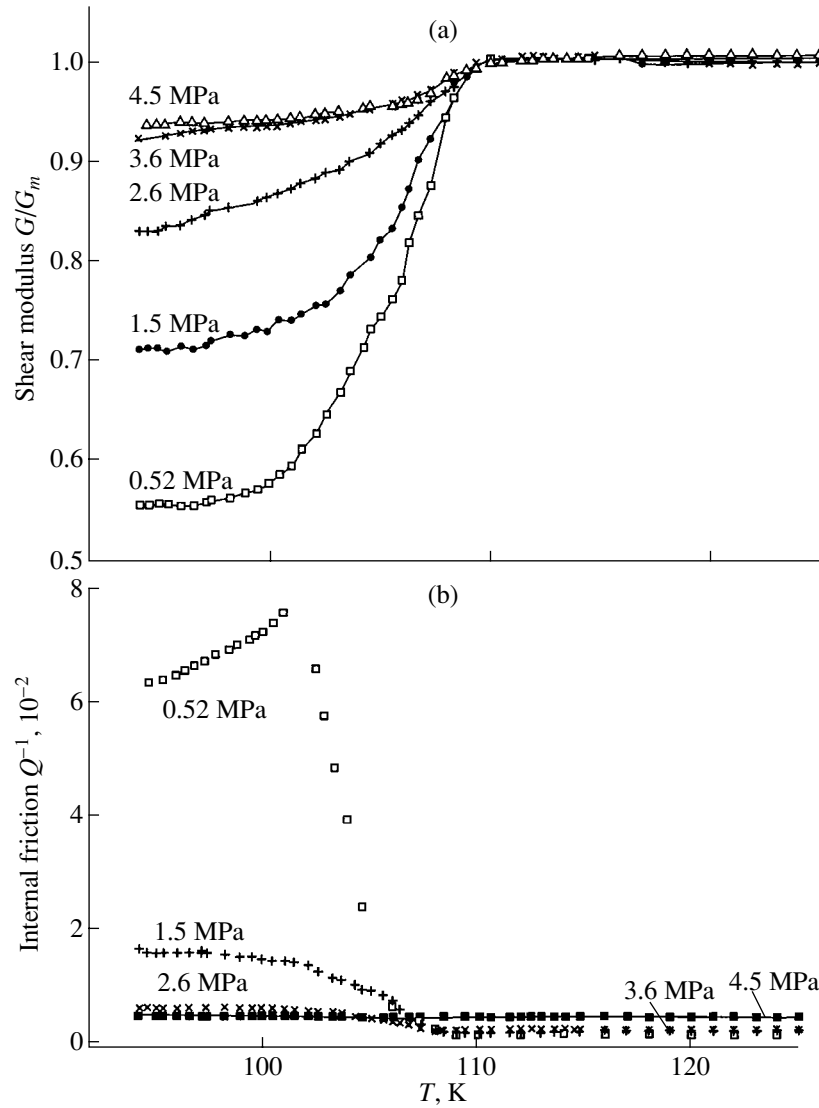 (a)
Shear modulus G/Gₘ
1.0
0.9
0.8
0.7
0.6
0.5
4.5 MPa
3.6 MPa
2.6 MPa
1.5 MPa
0.52 MPa
(b)
Internal friction Q⁻¹, 10⁻²
8
6
4
2
0
0.52 MPa
1.5 MPa
2.6 MPa
3.6 MPa
4.5 MPa
100
110
120
T, K